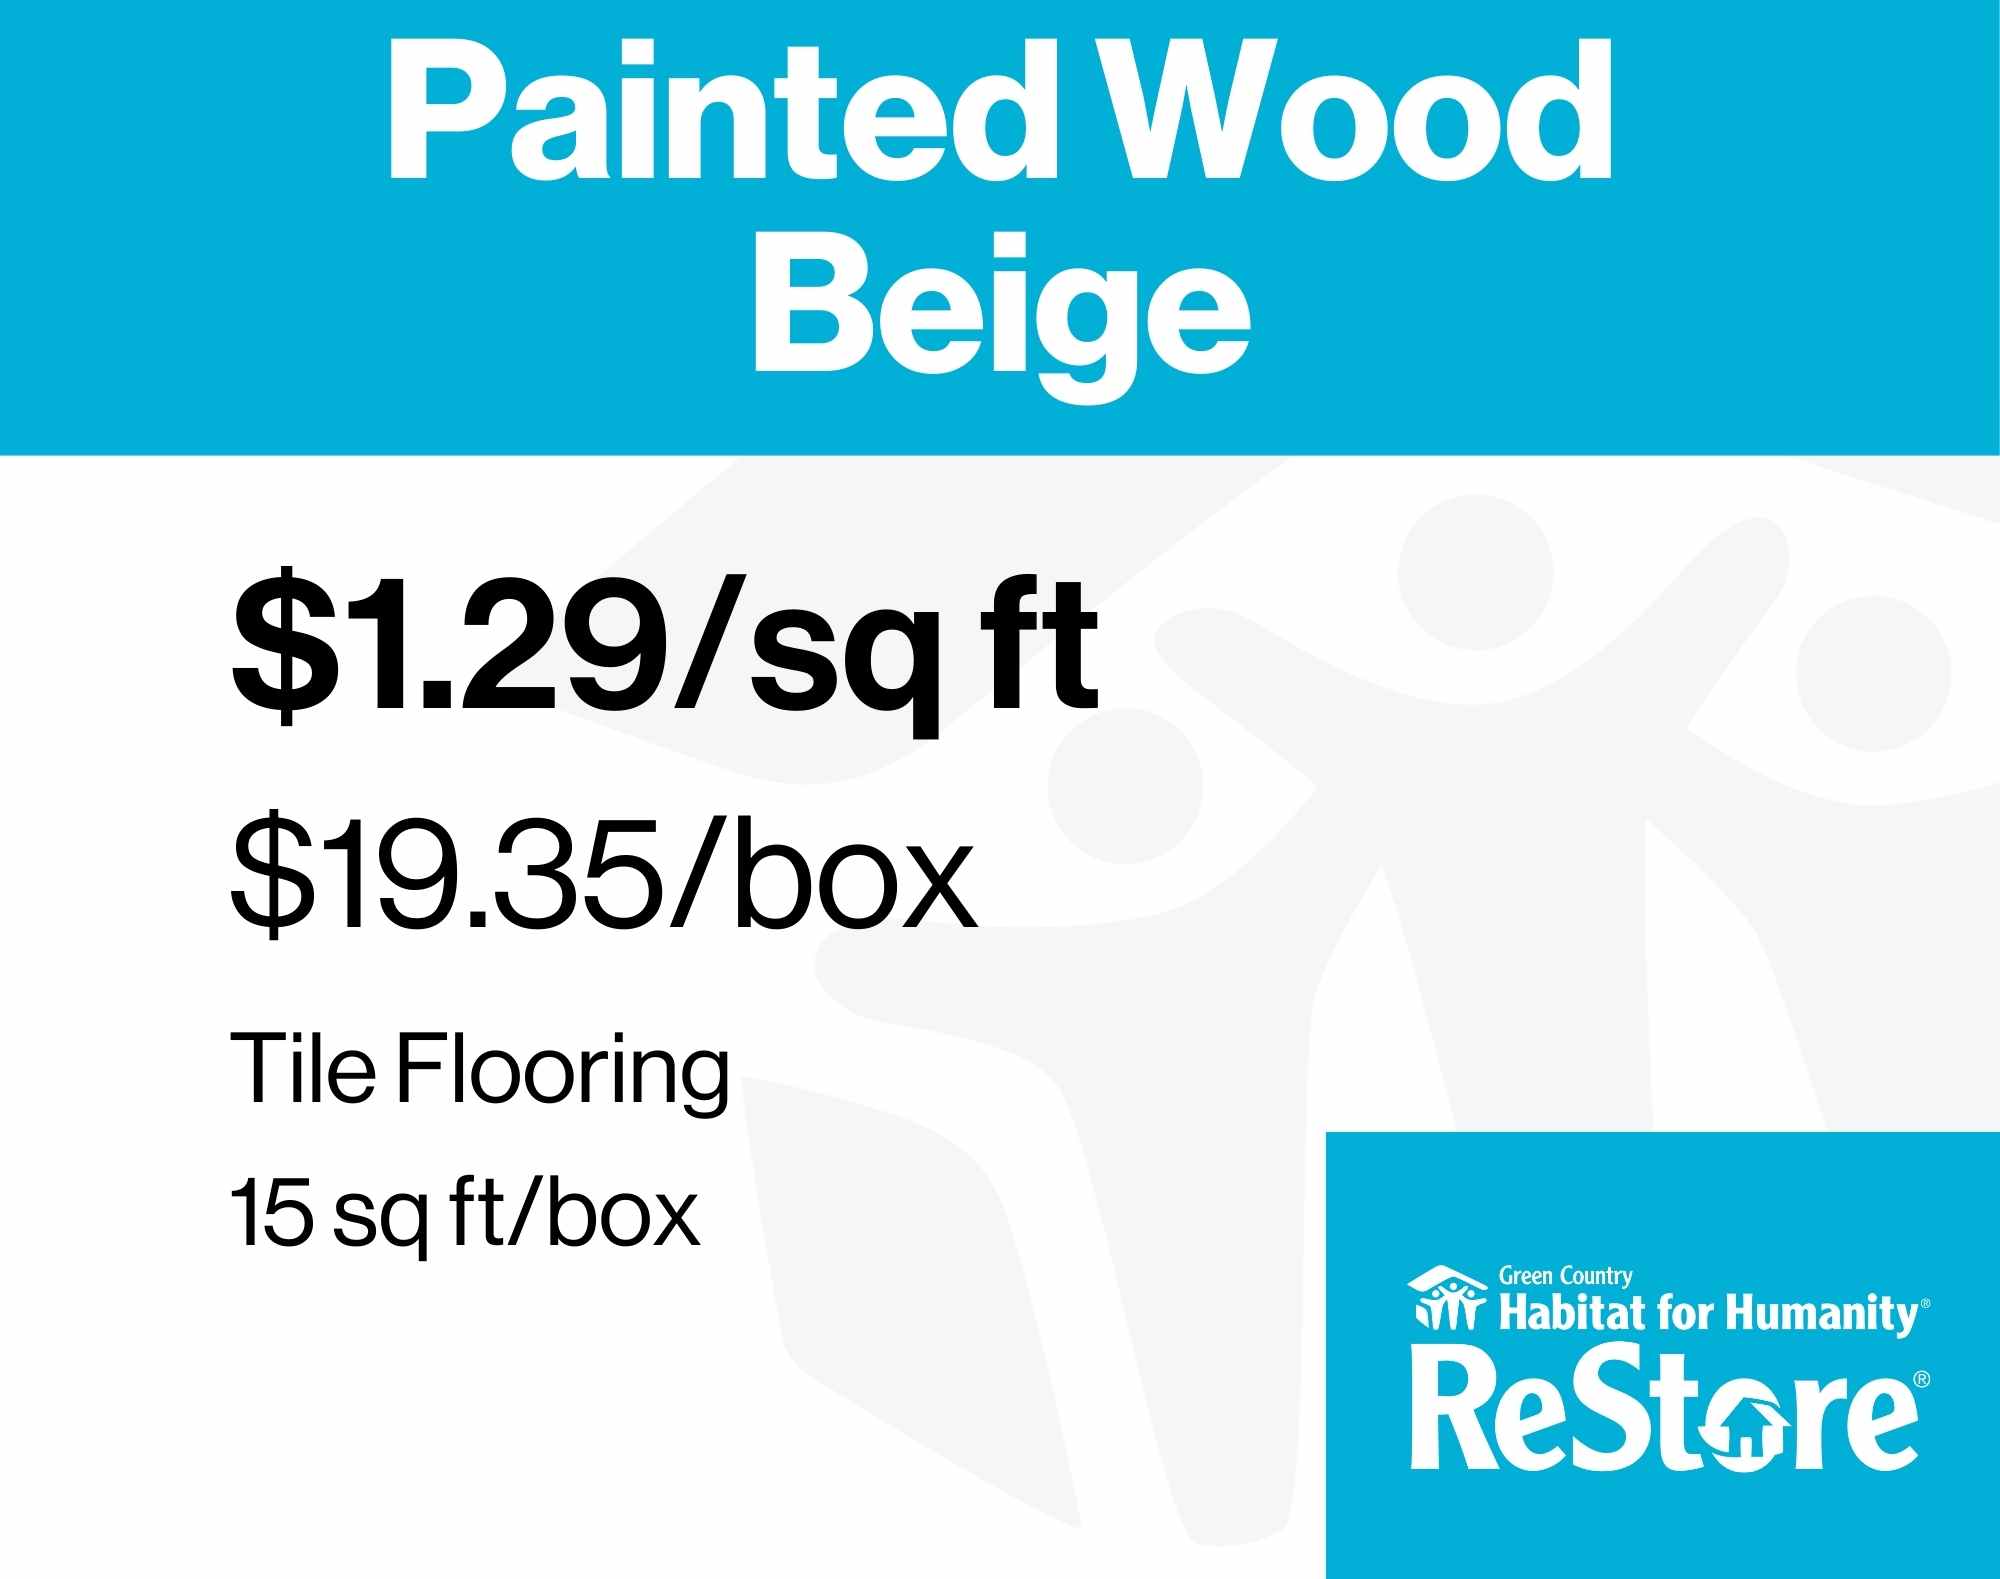 Painted Wood
Beige
$1.29/sq ft
$19.35/box
Tile Flooring
15 sq ft/box
Green Country
Habitat for Humanity®
ReStore®